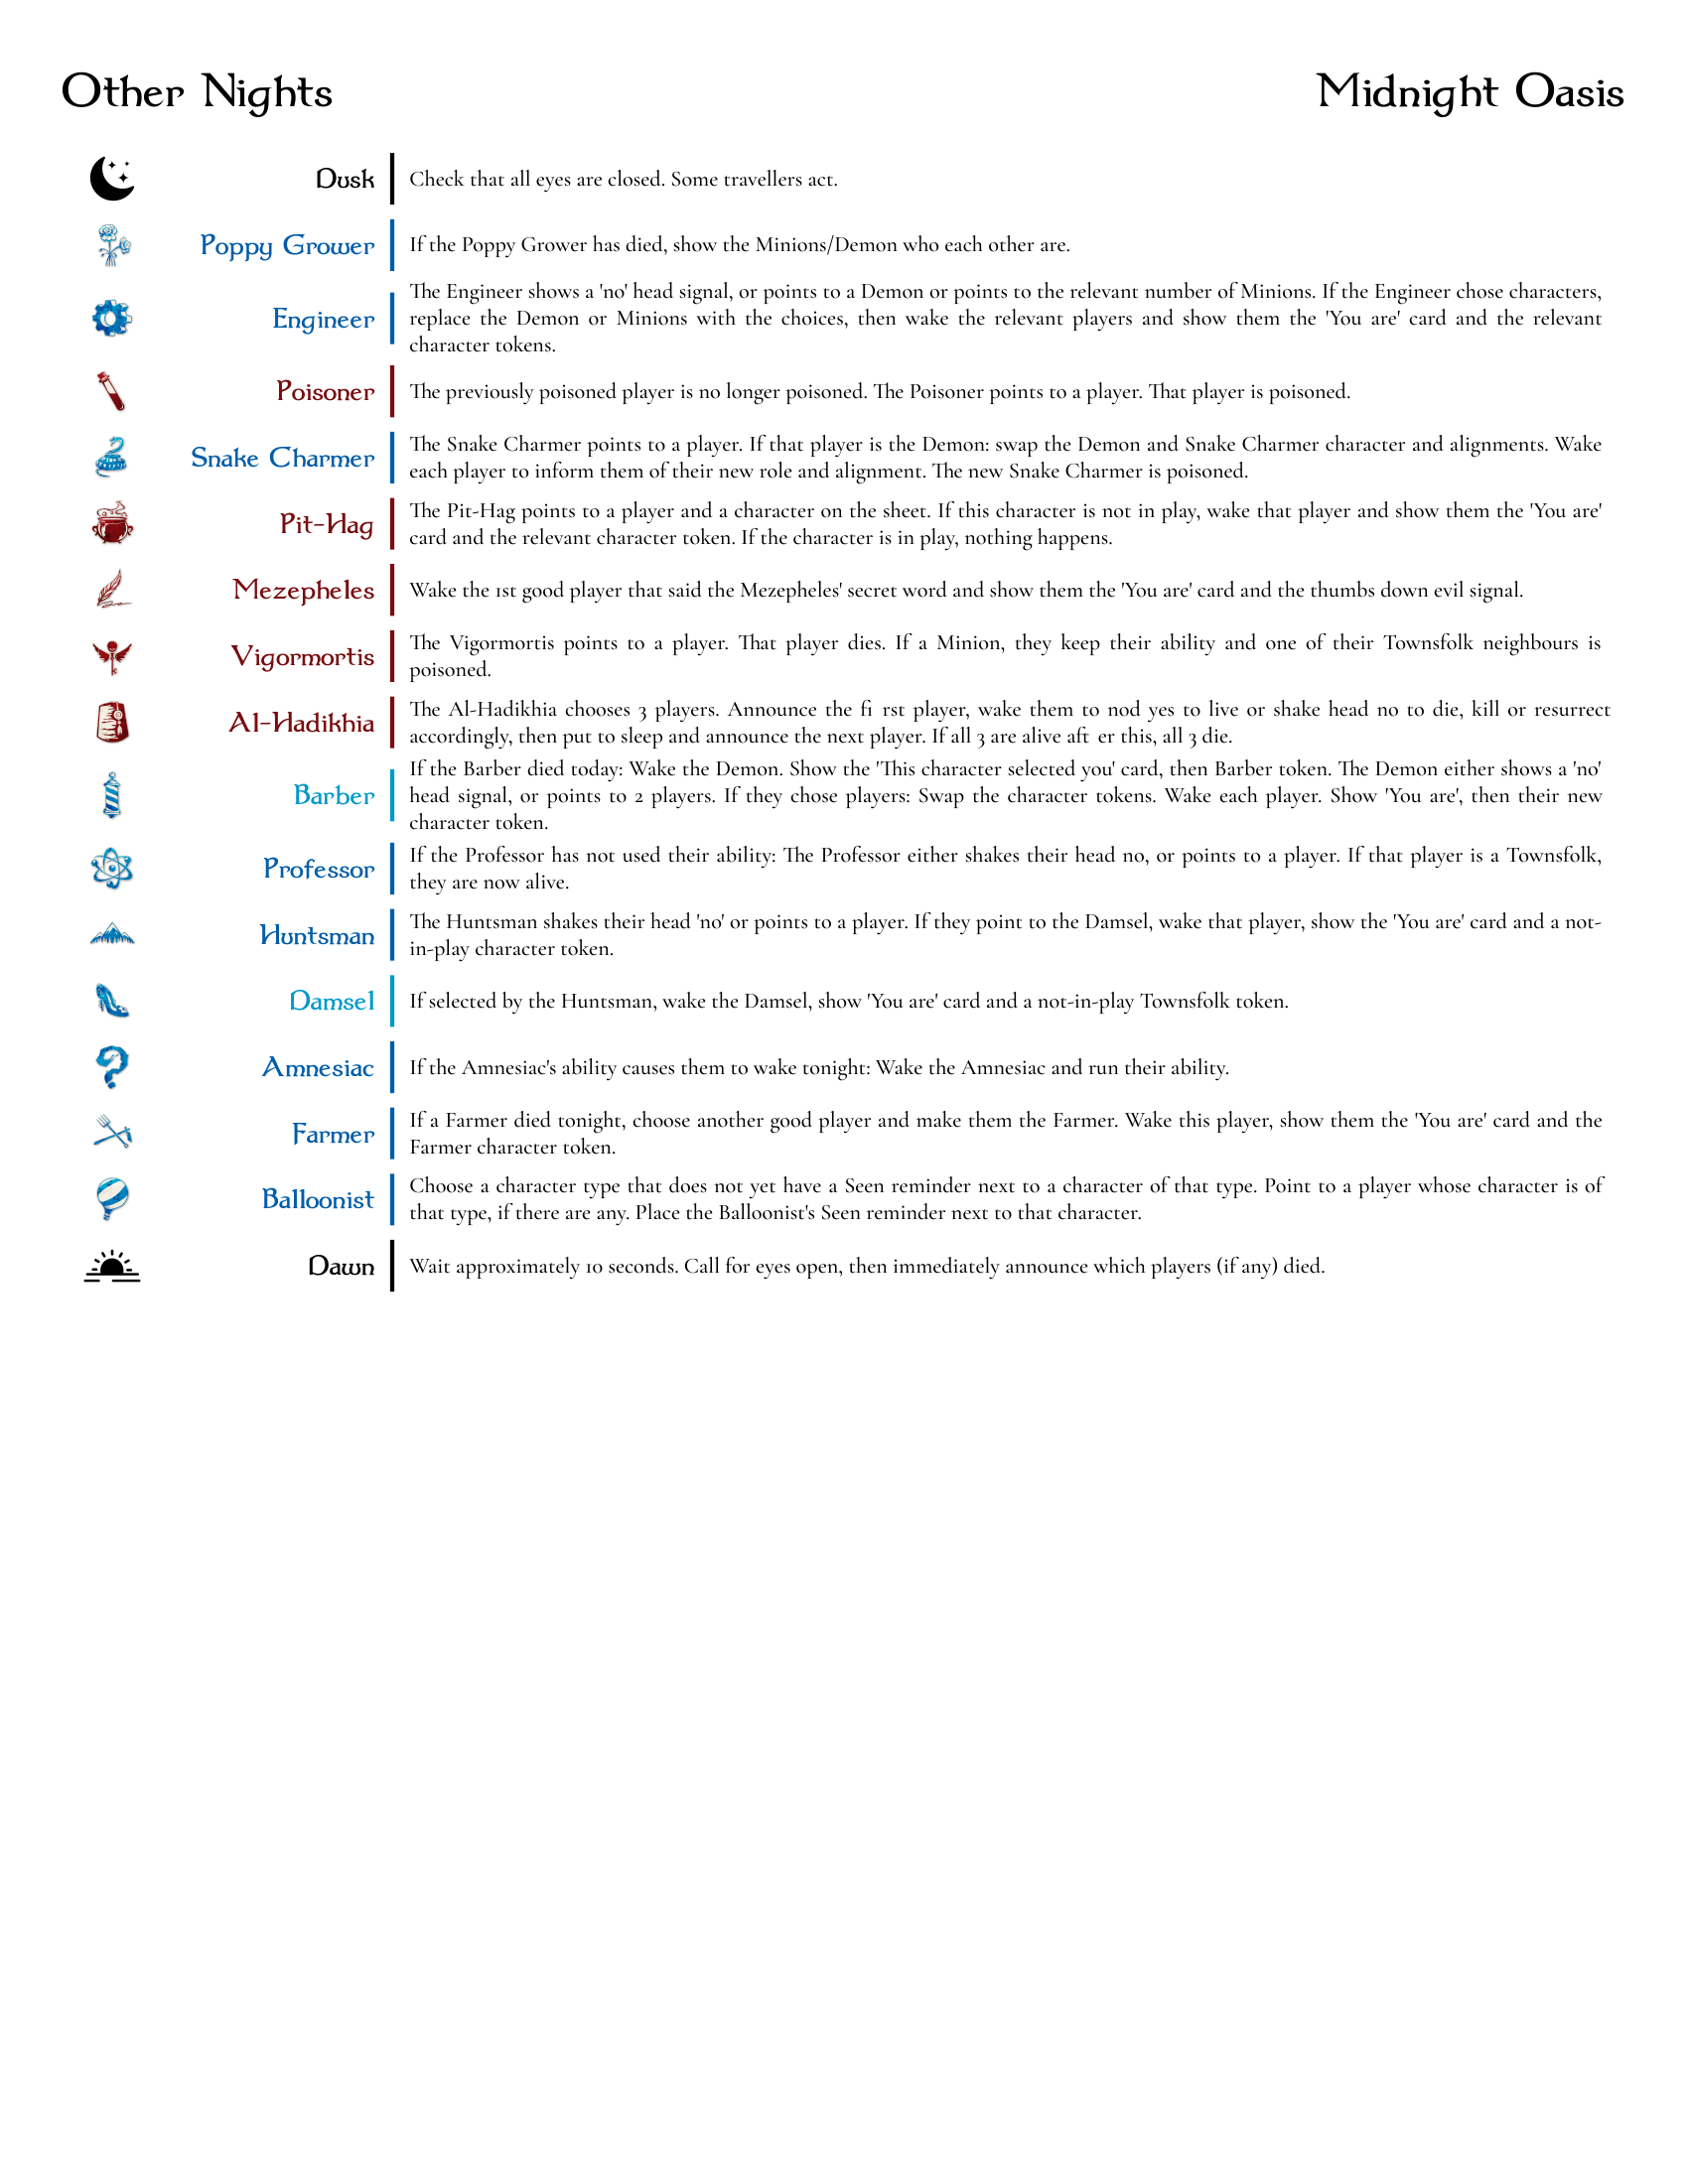 Other Nights
Midnight Oasis
Dusk
Check that all eyes are closed. Some travellers act.
Poppy Grower
If the Poppy Grower has died, show the Minions/Demon who each other are.
Engineer
The Engineer shows a 'no' head signal, or points to a Demon or points to the relevant number of Minions. If the Engineer chose characters,
replace the Demon or Minions with the choices, then wake the relevant players and show them the 'You are' card and the relevant
character tokens.
Poisoner
The previously poisoned player is no longer poisoned. The Poisoner points to a player. That player is poisoned.
Snake Charmer
The Snake Charmer points to a player. If that player is the Demon: swap the Demon and Snake Charmer character and alignments. Wake
each player to inform them of their new role and alignment. The new Snake Charmer is poisoned.
Pit-Hag
The Pit-Hag points to a player and a character on the sheet. If this character is not in play, wake that player and show them the 'You are'
card and the relevant character token. If the character is in play, nothing happens.
Mezepheles
Wake the 1st good player that said the Mezepheles' secret word and show them the 'You are' card and the thumbs down evil signal.
Vigormortis
The Vigormortis points to a player. That player dies. If a Minion, they keep their ability and one of their Townsfolk neighbours is
poisoned.
Al-Hadikhia
The Al-Hadikhia chooses 3 players. Announce the fi rst player, wake them to nod yes to live or shake head no to die, kill or resurrect
accordingly, then put to sleep and announce the next player. If all 3 are alive aft er this, all 3 die.
Barber
If the Barber died today: Wake the Demon. Show the 'This character selected you' card, then Barber token. The Demon either shows a 'no'
head signal, or points to 2 players. If they chose players: Swap the character tokens. Wake each player. Show 'You are', then their new
character token.
Professor
If the Professor has not used their ability: The Professor either shakes their head no, or points to a player. If that player is a Townsfolk,
they are now alive.
Huntsman
The Huntsman shakes their head 'no' or points to a player. If they point to the Damsel, wake that player, show the 'You are' card and a not-
in-play character token.
Damsel
If selected by the Huntsman, wake the Damsel, show 'You are' card and a not-in-play Townsfolk token.
Amnesiac
If the Amnesiac's ability causes them to wake tonight: Wake the Amnesiac and run their ability.
Farmer
If a Farmer died tonight, choose another good player and make them the Farmer. Wake this player, show them the 'You are' card and the
Farmer character token.
Balloonist
Choose a character type that does not yet have a Seen reminder next to a character of that type. Point to a player whose character is of
that type, if there are any. Place the Balloonist's Seen reminder next to that character.
Dawn
Wait approximately 10 seconds. Call for eyes open, then immediately announce which players (if any) died.